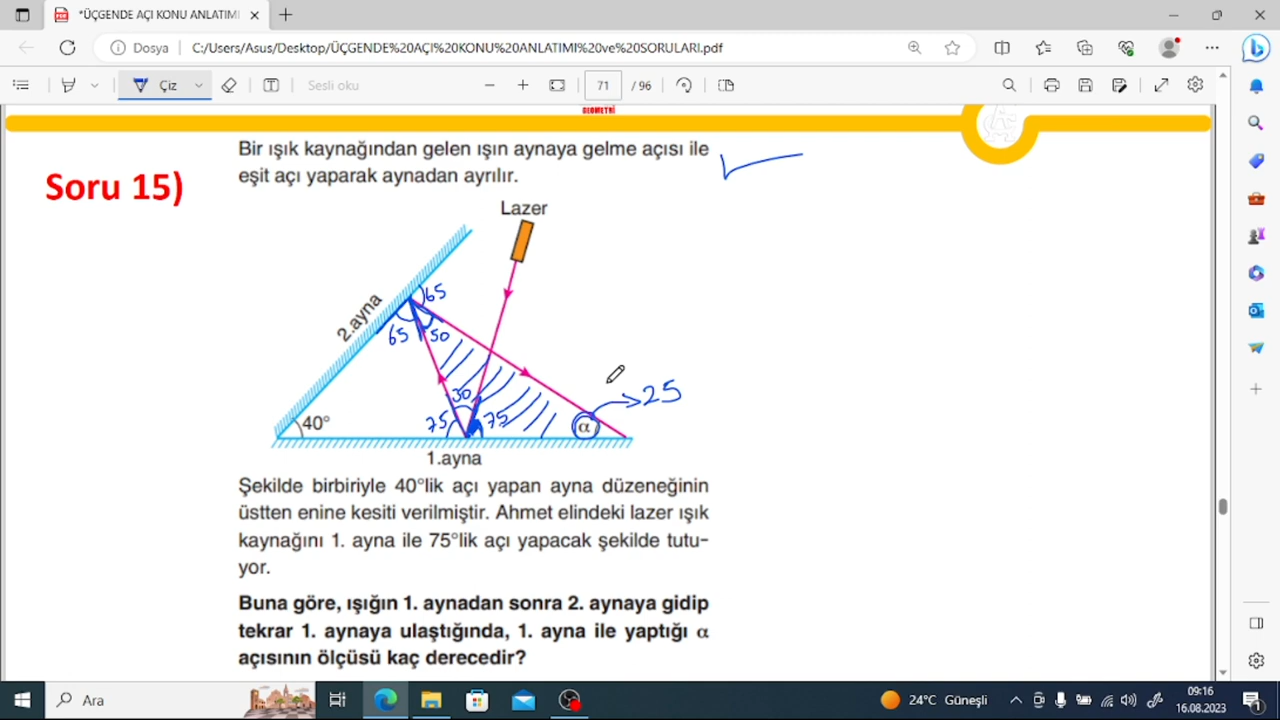 *ÜÇGENDE AÇI KONU ANLATIMI
Dosya
C:/Users/Asus/Desktop/ÜÇGENDE%20AÇI%20KONU%20ANLATIMI%20ve%20SORULARI.pdf
Çiz
Sesli oku
71
/ 96
GEOMETRİ
Soru 15)
Bir ışık kaynağından gelen ışın aynaya gelme açısı ile
eşit açı yaparak aynadan ayrılır.
Lazer
2.ayna
65
65
50
30
25
75
75
40°
α
1.ayna
Şekilde birbiriyle 40°lik açı yapan ayna düzeneğinin
üstten enine kesiti verilmiştir. Ahmet elindeki lazer ışık
kaynağını 1. ayna ile 75°lik açı yapacak şekilde tutu-
yor.
Buna göre, ışığın 1. aynadan sonra 2. aynaya gidip
tekrar 1. aynaya ulaştığında, 1. ayna ile yaptığı α
açısının ölçüsü kaç derecedir?
Ara
24°C Güneşli
09:16
16.08.2023
1